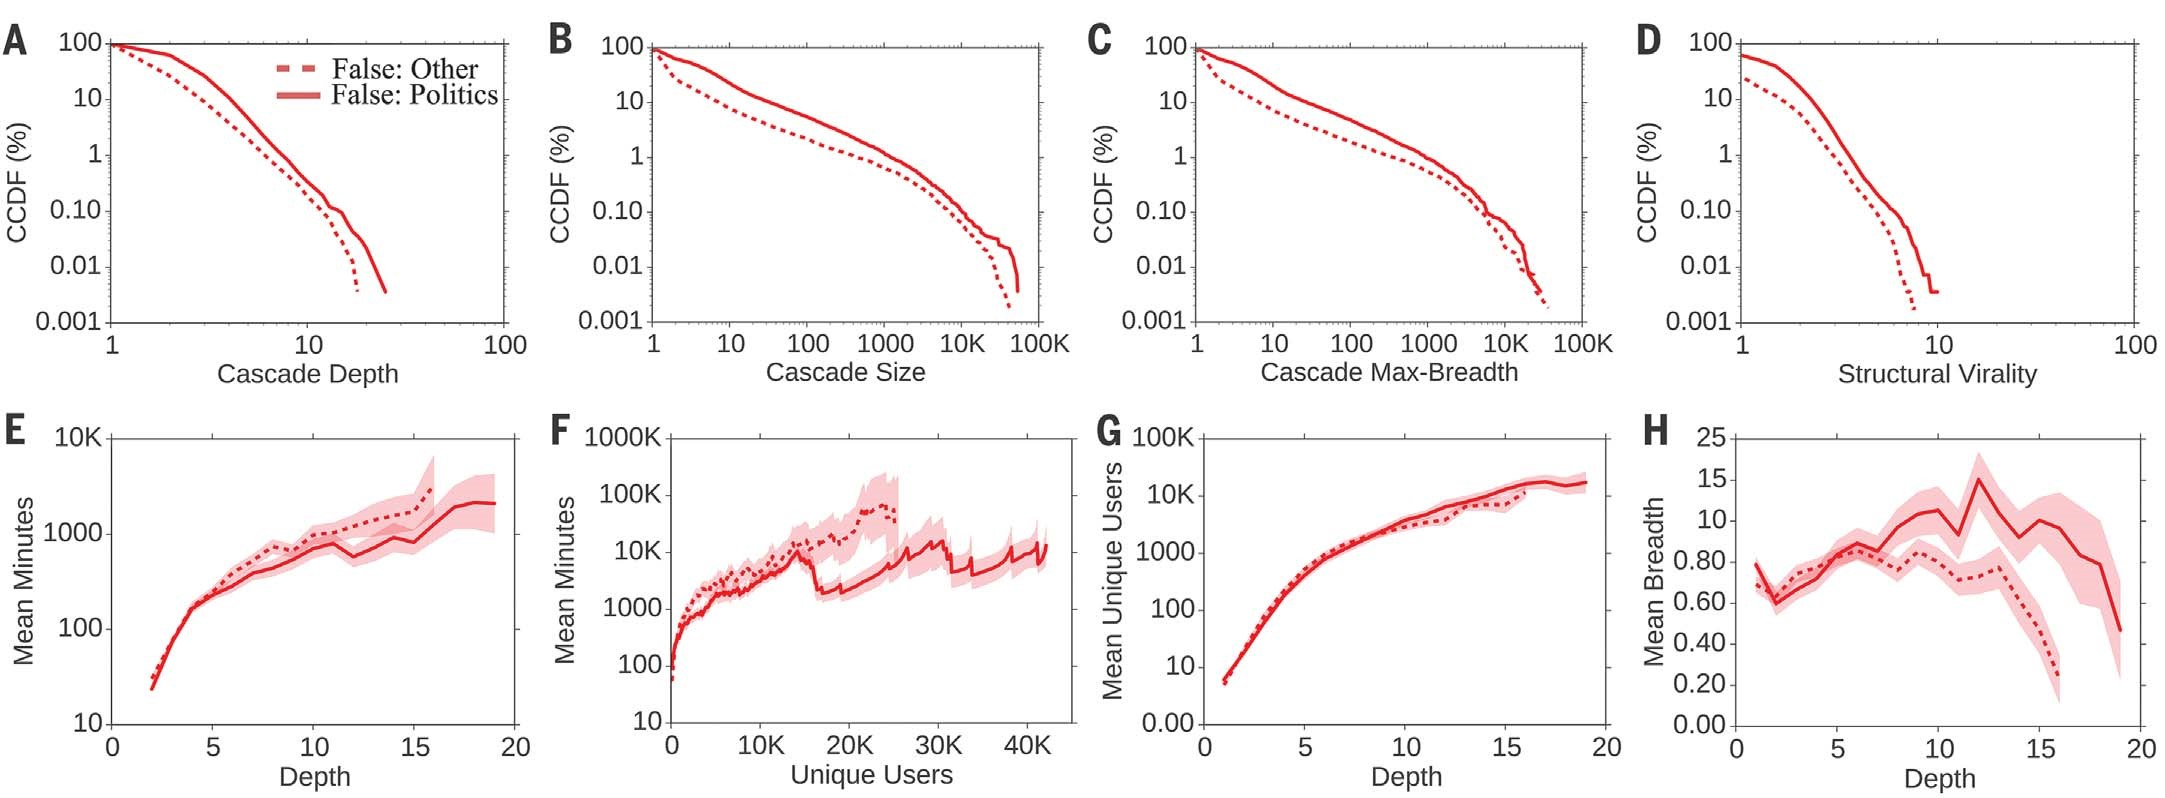 A
100
10
1
0.10
0.01
0.001
False: Other
False: Politics
CCDF (%)
1 10 100
Cascade Depth
B
100
10
1
0.10
0.01
0.001
CCDF (%)
1 10 100 1000 10K 100K
Cascade Size
C
100
10
1
0.10
0.01
0.001
CCDF (%)
1 10 100 1000 10K 100K
Cascade Max-Breadth
D
100
10
1
0.10
0.01
0.001
CCDF (%)
1 10 100
Structural Virality
E
10K
1000
100
10
Mean Minutes
0 5 10 15 20
Depth
F
1000K
100K
10K
1000
100
10
Mean Minutes
0 10K 20K 30K 40K
Unique Users
G
100K
10K
1000
100
10
0.00
Mean Unique Users
0 5 10 15 20
Depth
H
25
15
10
0.80
0.60
0.40
0.20
0.00
Mean Breadth
0 5 10 15 20
Depth